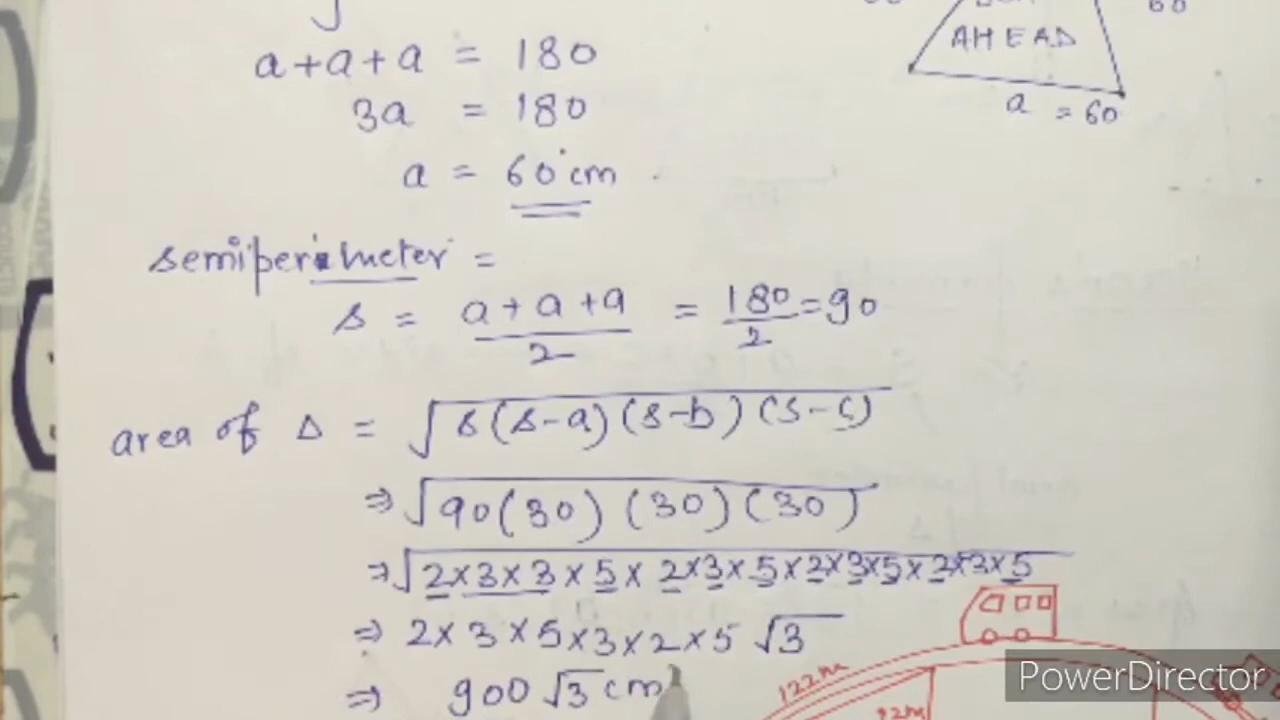 60
AHEAD
a = 60
a + a + a = 180
3a = 180
a = 60 cm
semiperimeter =
s = a + a + a / 2 = 180 / 2 = 90
area of Δ = √s(s-a)(s-b)(s-c)
⇒ √90(30)(30)(30)
⇒ √2×3×3×5×2×3×5×2×3×5×2×3×5
⇒ 2×3×5×3×2×5 √3
⇒ 900 √3 cm
122m
PowerDirector